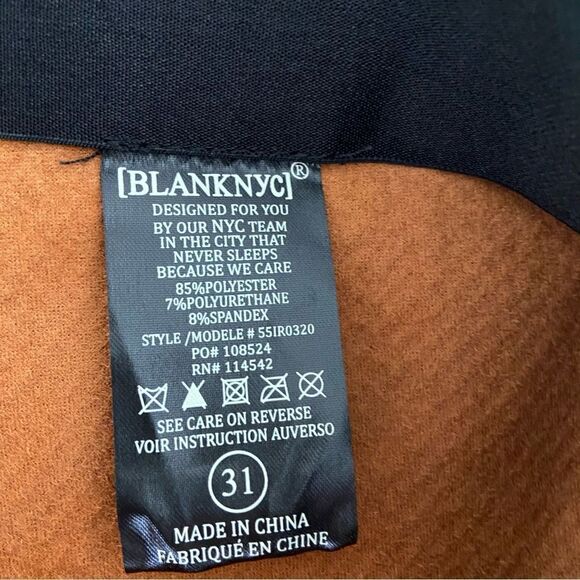 [BLANKNYC]®
DESIGNED FOR YOU
BY OUR NYC TEAM
IN THE CITY THAT
NEVER SLEEPS
BECAUSE WE CARE
85%POLYESTER
7%POLYURETHANE
8%SPANDEX
STYLE /MODELE # 55IR0320
PO# 108524
RN# 114542
SEE CARE ON REVERSE
VOIR INSTRUCTION AUVERSO
31
MADE IN CHINA
FABRIQUÉ EN CHINE